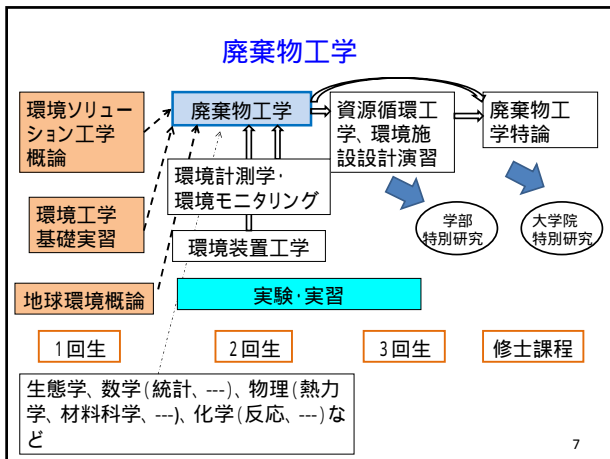 廃棄物工学
環境ソリュー
ション工学
概論
廃棄物工学
資源循環工
学、環境施
設設計演習
廃棄物工
学特論
環境計測学・
環境モニタリング
環境工学
基礎実習
環境装置工学
学部
特別研究
大学院
特別研究
地球環境概論
実験・実習
1回生
2回生
3回生
修士課程
生態学、数学(統計、---)、物理(熱力
学、材料科学、---)、化学(反応、---)な
ど
7